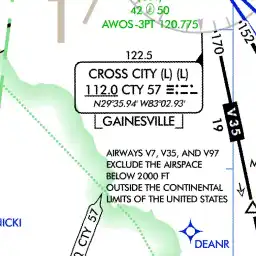 17
42 Ⓛ 50
AWOS-3PT 120.775
122.5
170
152
CROSS CITY (L) (L)
112.0 CTY 57
N29°35.94' W83°02.93'
GAINESVILLE
V 35
19
AIRWAYS V7, V35, AND V97
EXCLUDE THE AIRSPACE
BELOW 2000 FT
OUTSIDE THE CONTINENTAL
LIMITS OF THE UNITED STATES
CTY 57
NICKI
DEANR